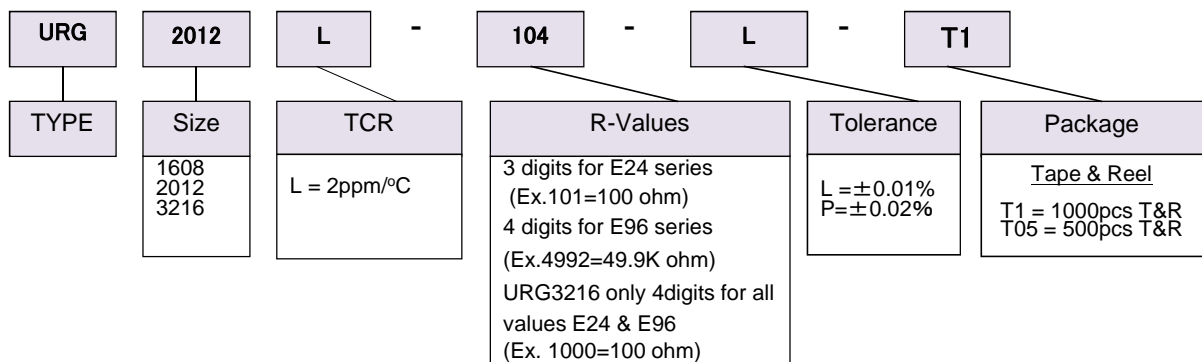 URG 2012 L - 104 - L - T1
TYPE Size TCR R-Values Tolerance Package
1608
2012
3216
L = 2ppm/°C
3 digits for E24 series
(Ex.101=100 ohm)
4 digits for E96 series
(Ex.4992=49.9K ohm)
URG3216 only 4digits for all
values E24 & E96
(Ex. 1000=100 ohm)
L =±0.01%
P=±0.02%
Tape & Reel
T1 = 1000pcs T&R
T05 = 500pcs T&R